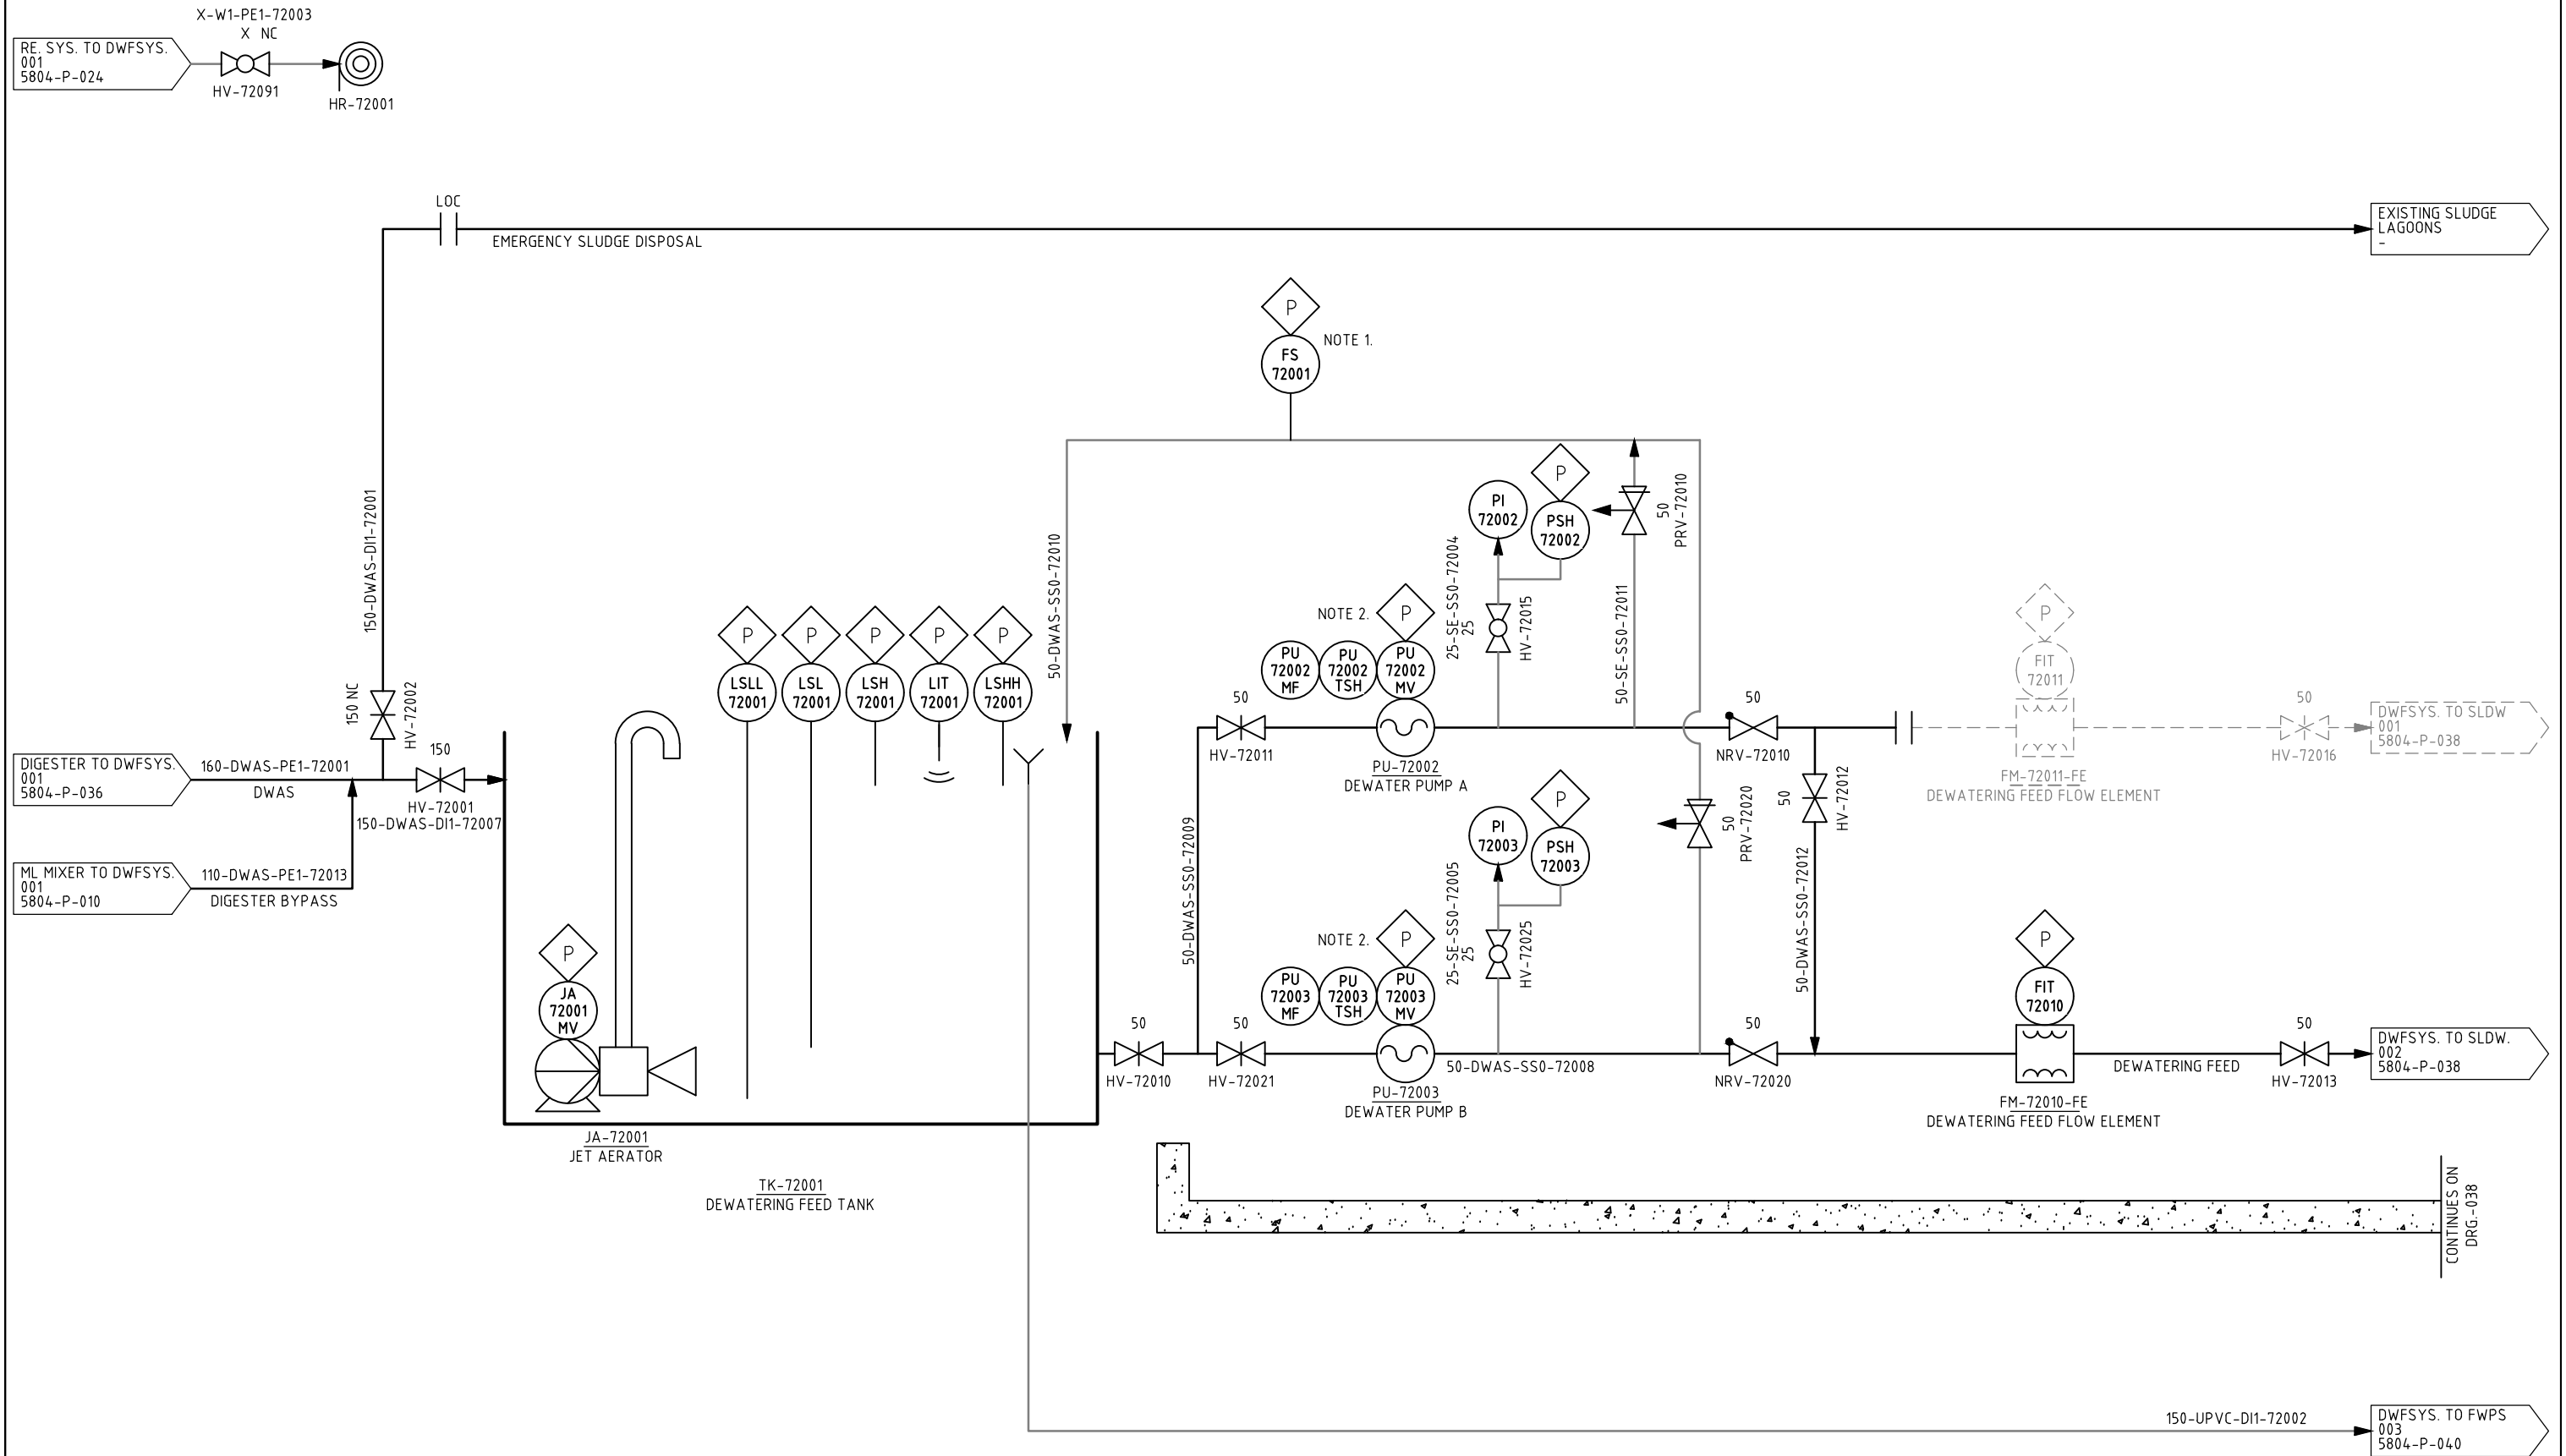 X-W1-PE1-72003
X NC
RE. SYS. TO DWFSYS.
001
5804-P-024
HV-72091
HR-72001
LOC
EMERGENCY SLUDGE DISPOSAL
EXISTING SLUDGE
LAGOONS
-
P
FS
72001
NOTE 1.
150-DWAS-DI1-72001
150 NC
HV-72002
DIGESTER TO DWFSYS.
001
5804-P-036
160-DWAS-PE1-72001
DWAS
150
HV-72001
150-DWAS-DI1-72007
ML MIXER TO DWFSYS.
001
5804-P-010
110-DWAS-PE1-72013
DIGESTER BYPASS
P
JA
72001
MV
JA-72001
JET AERATOR
P
LSLL
72001
P
LSL
72001
P
LSH
72001
P
LIT
72001
P
LSHH
72001
TK-72001
DEWATERING FEED TANK
50-DWAS-SS0-72010
50
HV-72010
50-DWAS-SS0-72009
50
HV-72011
NOTE 2.
P
PU
72002
MF
PU
72002
TSH
PU
72002
MV
PU-72002
DEWATER PUMP A
25-SE-SS0-72004
25
HV-72015
PI
72002
P
PSH
72002
50-SE-SS0-72011
50
PRV-72010
50
NRV-72010
50
HV-72012
50-DWAS-SS0-72012
P
FIT
72011
FM-72011-FE
DEWATERING FEED FLOW ELEMENT
50
HV-72016
DWFSYS. TO SLDW
001
5804-P-038
50
HV-72021
NOTE 2.
P
PU
72003
MF
PU
72003
TSH
PU
72003
MV
PU-72003
DEWATER PUMP B
25-SE-SS0-72005
25
HV-72025
PI
72003
P
PSH
72003
50
PRV-72020
50-DWAS-SS0-72008
50
NRV-72020
P
FIT
72010
FM-72010-FE
DEWATERING FEED FLOW ELEMENT
DEWATERING FEED
50
HV-72013
DWFSYS. TO SLDW.
002
5804-P-038
CONTINUES ON
DRG.-038
150-UPVC-DI1-72002
DWFSYS. TO FWPS
003
5804-P-040